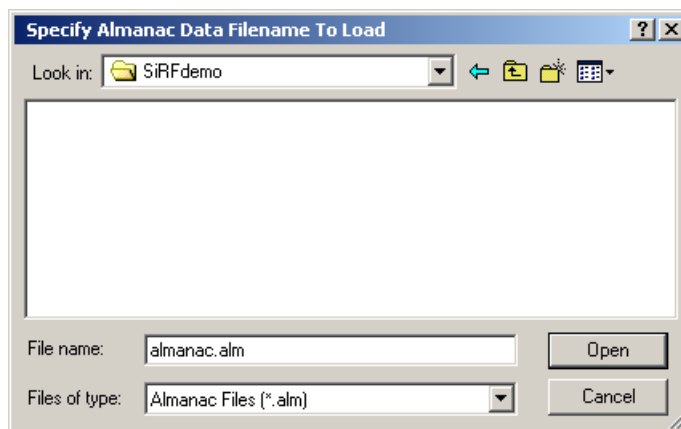 Specify Almanac Data Filename To Load
Look in: SiRFdemo
File name: almanac.alm Open
Files of type: Almanac Files (*.alm) Cancel